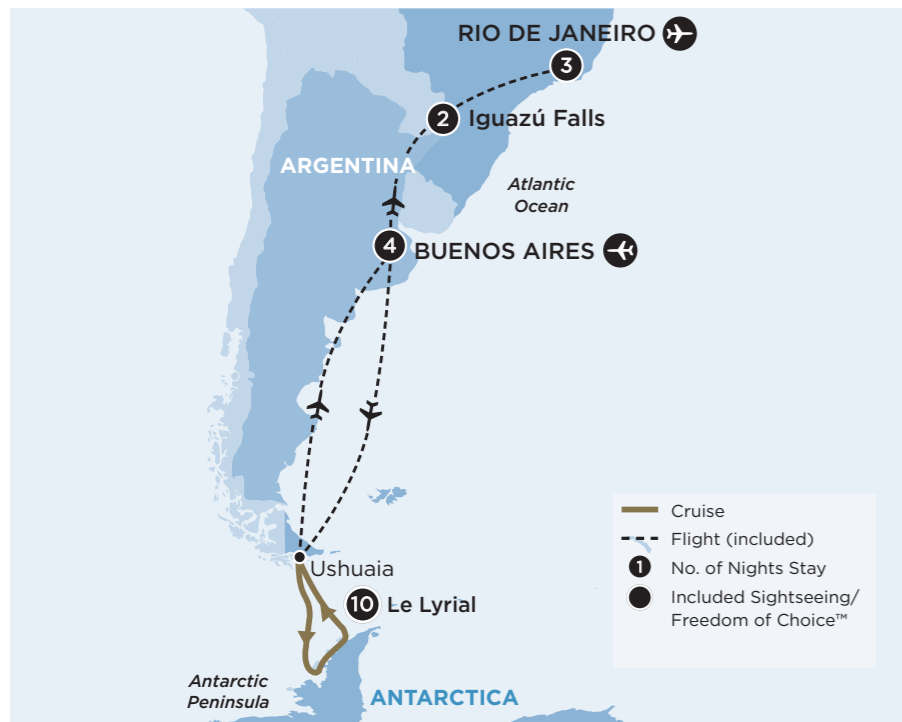 RIO DE JANEIRO
3
2
Iguazú Falls
ARGENTINA
Atlantic
Ocean
4
BUENOS AIRES
Ushuaia
10
Le Lyrial
Antarctic
Peninsula
ANTARCTICA
Cruise
Flight (included)
1
No. of Nights Stay
Included Sightseeing/
Freedom of Choice™